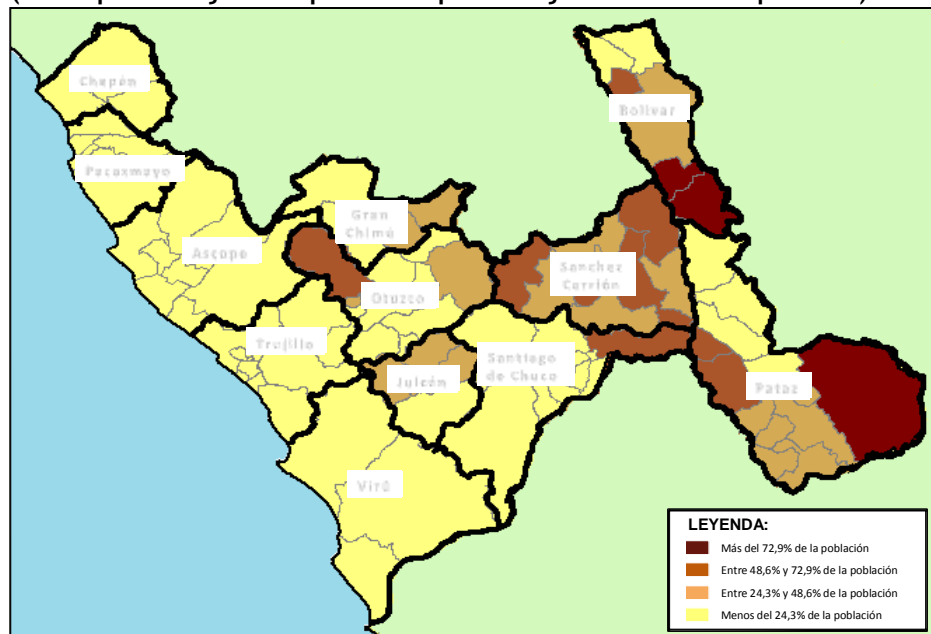 Chepén
Pacaxmayo
Ascope
Gran
Chimú
Otuzco
Trujillo
Julcán
Santiago
de Chuco
Virú
Sanchez
Carrión
Bolivar
Pataz
LEYENDA:
Más del 72,9% de la población
Entre 48,6% y 72,9% de la población
Entre 24,3% y 48,6% de la población
Menos del 24,3% de la población